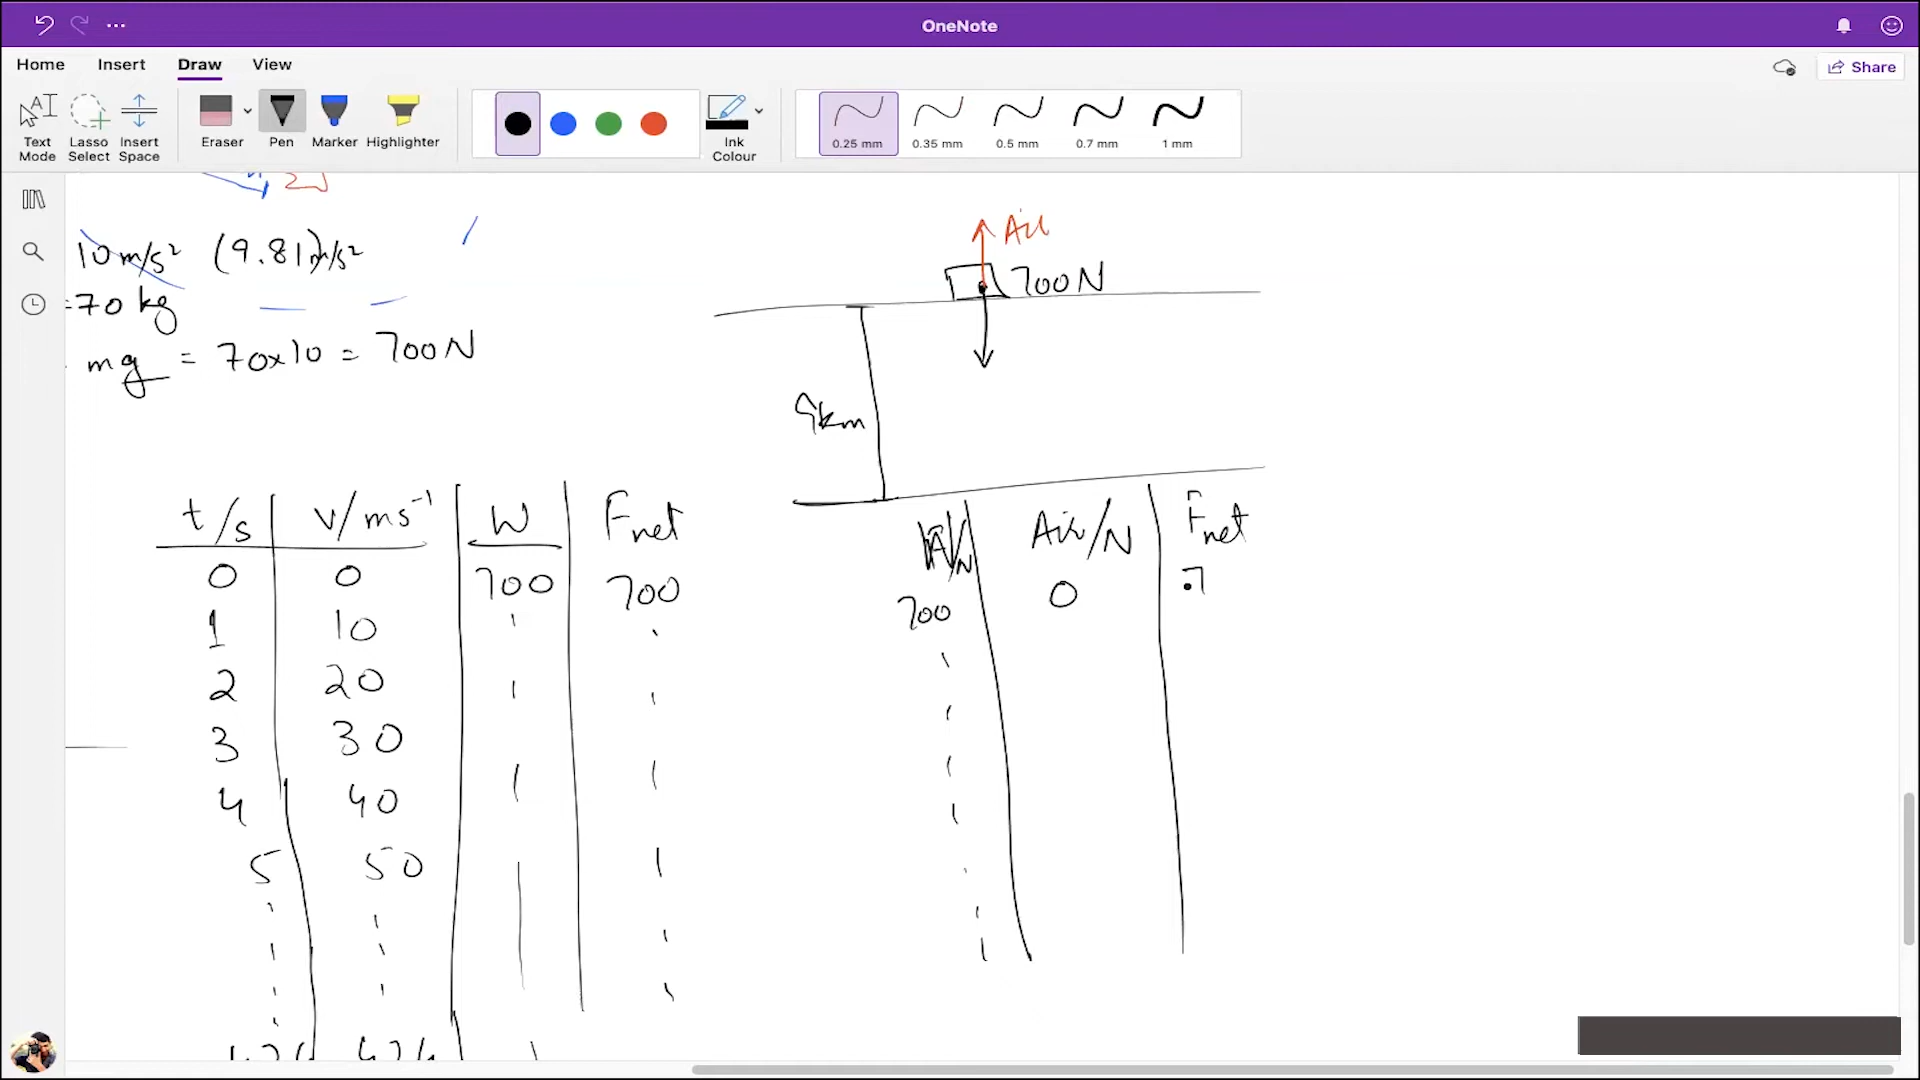 OneNote
Home Insert Draw View
Share
Text Mode
Lasso Select
Insert Space
Eraser
Pen
Marker
Highlighter
Ink Colour
0.25 mm
0.35 mm
0.5 mm
0.7 mm
1 mm
10 m/s² (9.81)m/s²
=70 kg
mg = 70x10 = 700N
Air
700N
9km
t/s v/ms⁻¹ W Fnet
0 0 700 700
1 10
2 20
3 30
4 40
5 50
Air/N Fnet
700 0 7